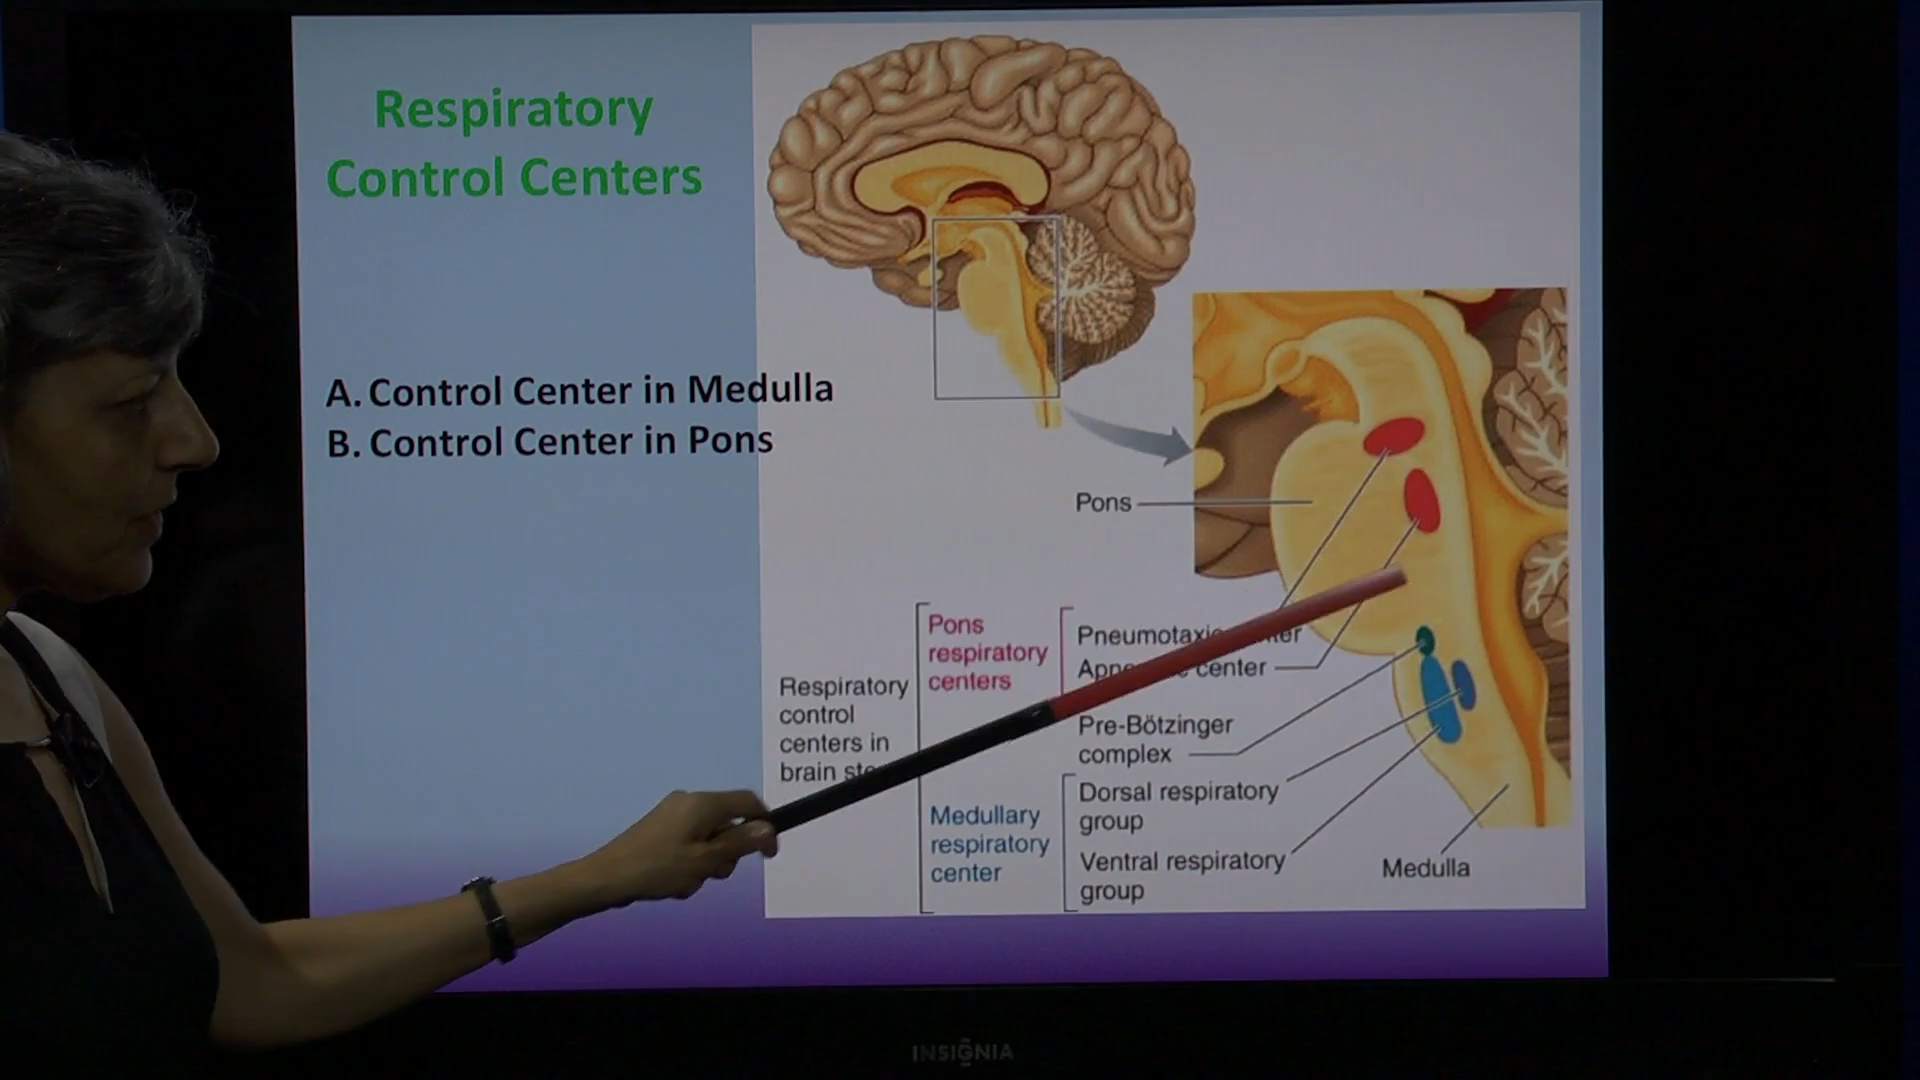 Respiratory
Control Centers
A. Control Center in Medulla
B. Control Center in Pons
Pons
Respiratory
control
centers in
brain
Pons
respiratory
centers
center
Pre-Bötzinger
complex
Medullary
respiratory
center
Dorsal respiratory
group
Ventral respiratory
group
Medulla
INSIGNIA